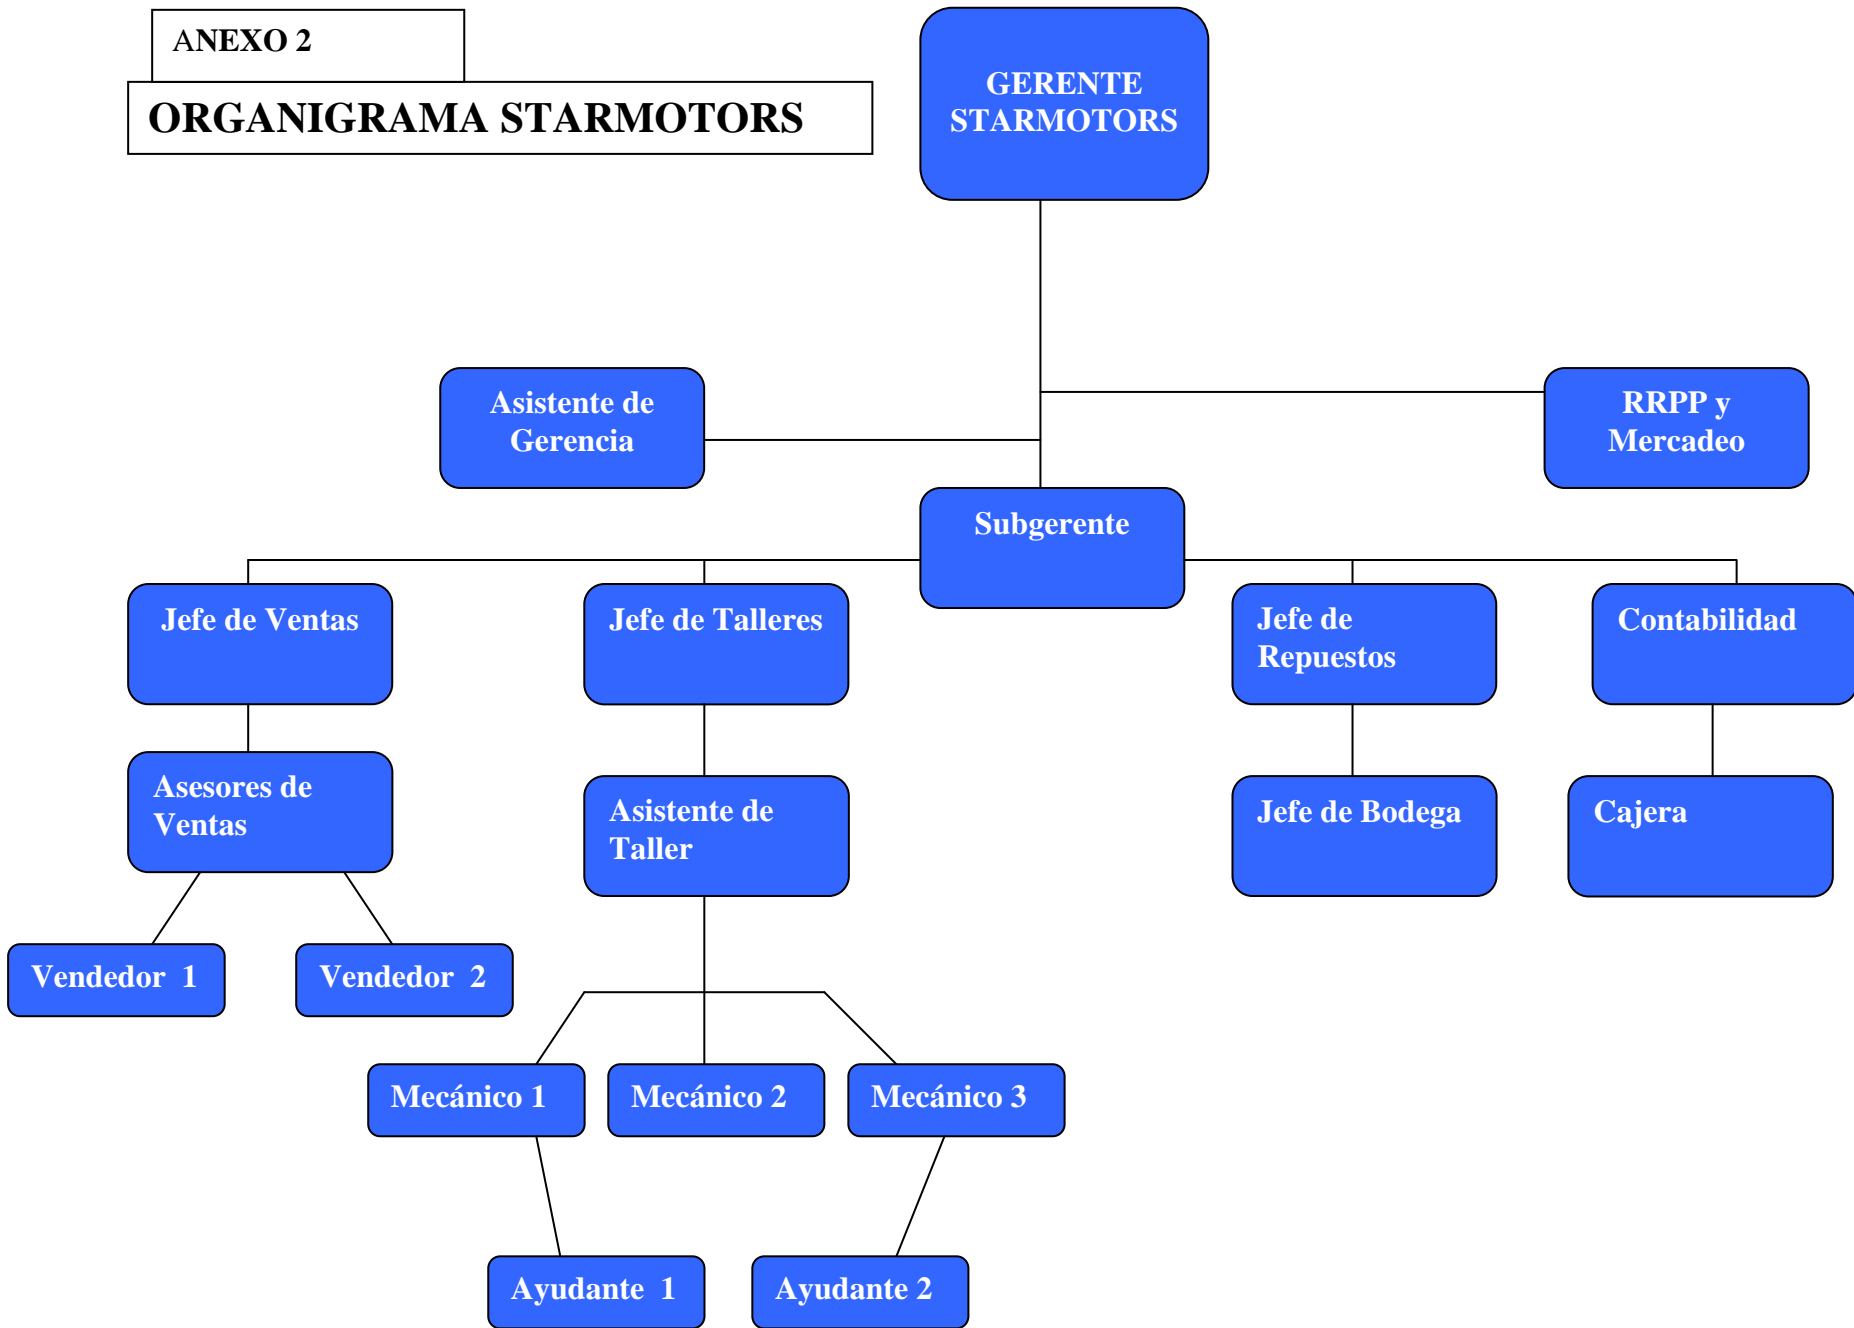 ANEXO 2
ORGANIGRAMA STARMOTORS
GERENTE
STARMOTORS
Asistente de
Gerencia
RRPP y
Mercadeo
Subgerente
Jefe de Ventas
Jefe de Talleres
Jefe de
Repuestos
Contabilidad
Asesores de
Ventas
Asistente de
Taller
Jefe de Bodega
Cajera
Vendedor 1
Vendedor 2
Mecánico 1
Mecánico 2
Mecánico 3
Ayudante 1
Ayudante 2